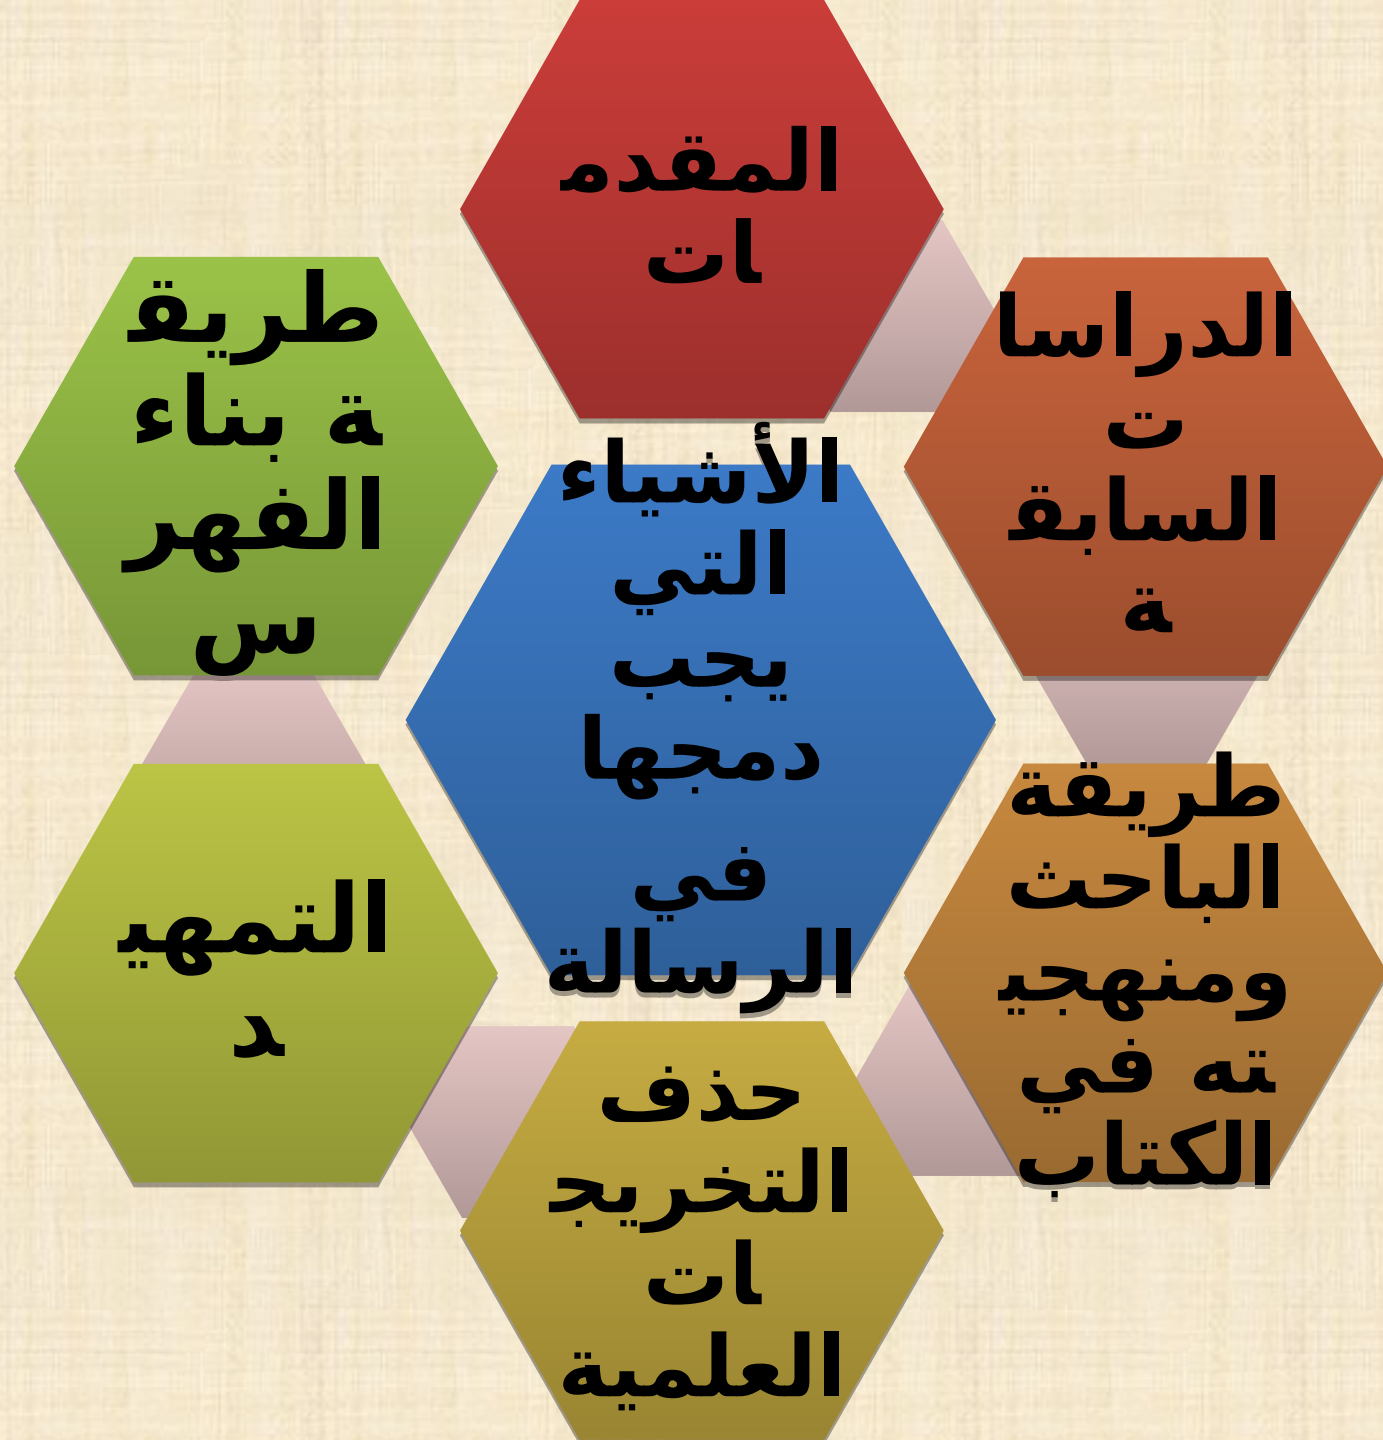 المقدم
ات
الدراسا
ت
السابق
ة
طريقة
الباحث
ومنهجي
ته في
الكتاب
حذف
التخريج
ات
العلمية
التمهي
د
طريق
ة بناء
الفهر
س
الأشياء
التي
يجب
دمجها
في
الرسالة